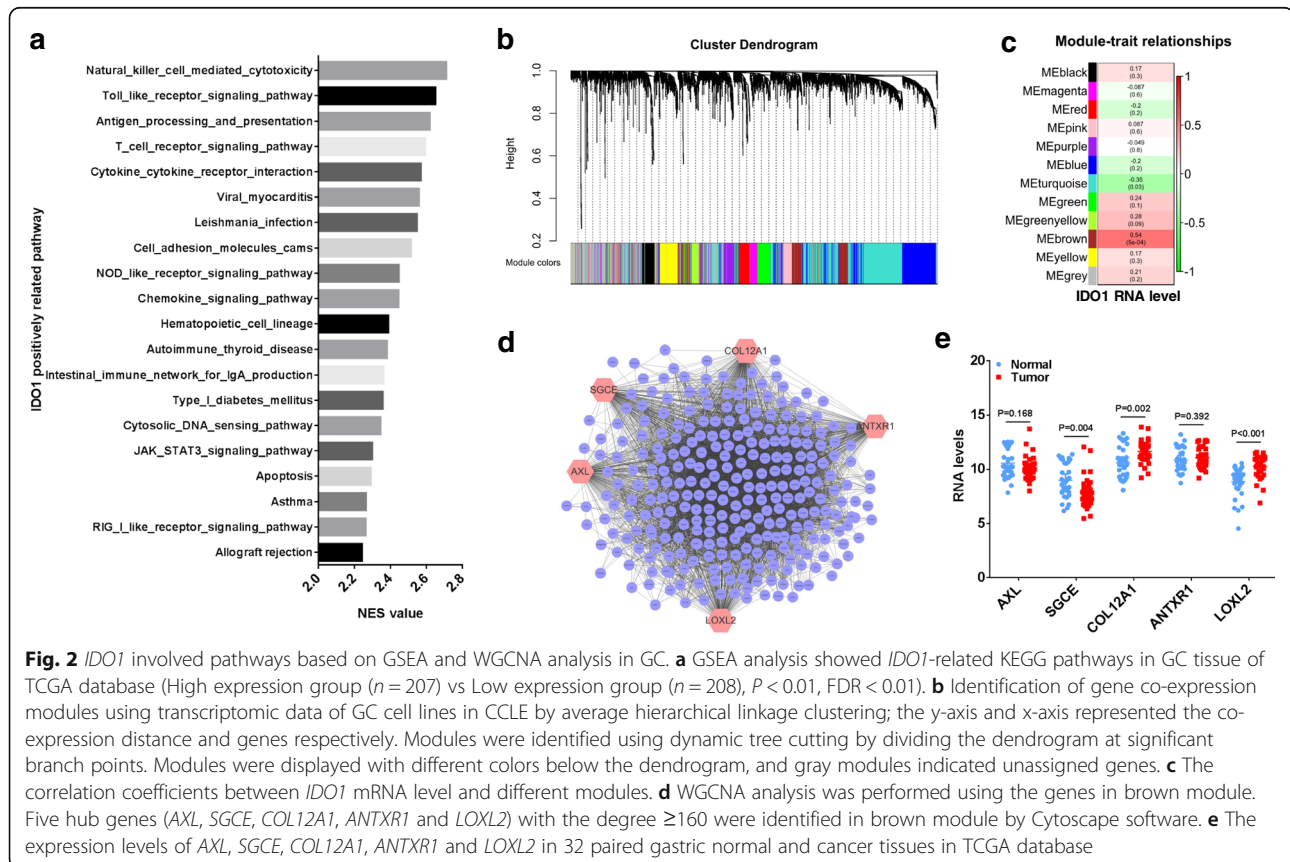 a
IDO1 positively related pathway
Natural_killer_cell_mediated_cytotoxicity
Toll_like_receptor_signaling_pathway
Antigen_processing_and_presentation
T_cell_receptor_signaling_pathway
Cytokine_cytokine_receptor_interaction
Viral_myocarditis
Leishmania_infection
Cell_adhesion_molecules_cams
NOD_like_receptor_signaling_pathway
Chemokine_signaling_pathway
Hematopoietic_cell_lineage
Autoimmune_thyroid_disease
Intestinal_immune_network_for_IgA_production
Type_I_diabetes_mellitus
Cytosolic_DNA_sensing_pathway
JAK_STAT3_signaling_pathway
Apoptosis
Asthma
RIG_I_like_receptor_signaling_pathway
Allograft rejection
2.0 2.2 2.4 2.6 2.8
NES value
b
Cluster Dendrogram
Height
1.0
0.8
0.6
0.4
0.2
Module colors
c
Module-trait relationships
MEblack 0.17 (0.3)
MEmagenta -0.087 (0.6)
MEred -0.2 (0.2)
MEpink 0.087 (0.6)
MEpurple -0.049 (0.8)
MEblue -0.2 (0.2)
MEturquoise -0.35 (0.03)
MEgreen 0.24 (0.1)
MEgreenyellow 0.28 (0.09)
MEbrown 0.54 (5e-04)
MEyellow 0.17 (0.3)
MEgrey 0.21 (0.2)
1
0.5
0
-0.5
-1
IDO1 RNA level
d
COL12A1
SGCE
ANTXR1
AXL
LOXL2
e
Normal
Tumor
RNA levels
20
15
10
5
0
P=0.168
P=0.004
P=0.002
P=0.392
P<0.001
AXL
SGCE
COL12A1
ANTXR1
LOXL2
Fig. 2 IDO1 involved pathways based on GSEA and WGCNA analysis in GC. a GSEA analysis showed IDO1-related KEGG pathways in GC tissue of
TCGA database (High expression group (n = 207) vs Low expression group (n = 208), P < 0.01, FDR < 0.01). b Identification of gene co-expression
modules using transcriptomic data of GC cell lines in CCLE by average hierarchical linkage clustering; the y-axis and x-axis represented the co-
expression distance and genes respectively. Modules were identified using dynamic tree cutting by dividing the dendrogram at significant
branch points. Modules were displayed with different colors below the dendrogram, and gray modules indicated unassigned genes. c The
correlation coefficients between IDO1 mRNA level and different modules. d WGCNA analysis was performed using the genes in brown module.
Five hub genes (AXL, SGCE, COL12A1, ANTXR1 and LOXL2) with the degree ≥160 were identified in brown module by Cytoscape software. e The
expression levels of AXL, SGCE, COL12A1, ANTXR1 and LOXL2 in 32 paired gastric normal and cancer tissues in TCGA database